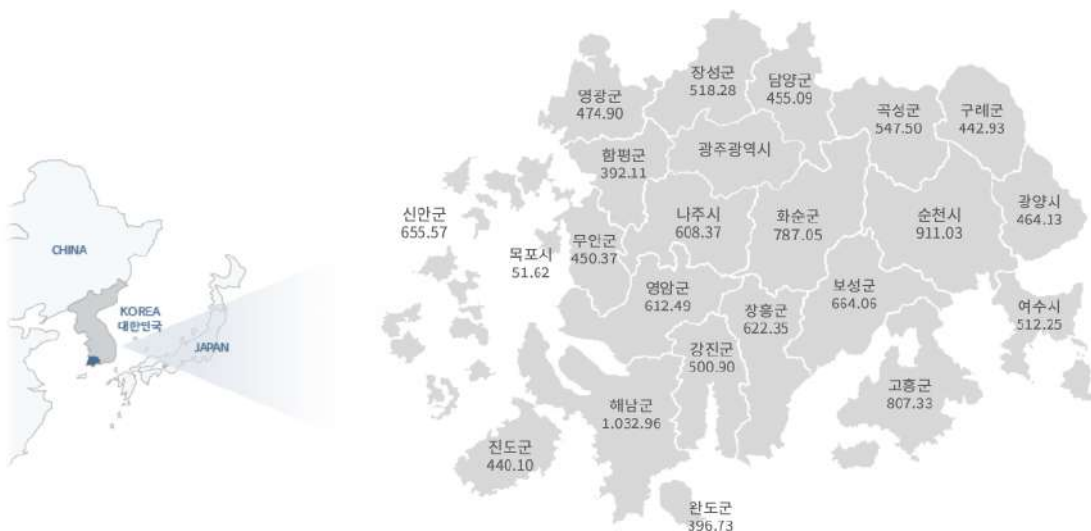 CHINA
KOREA
대한민국
JAPAN
장성군
518.28
담양군
455.09
영광군
474.90
곡성군
547.50
구례군
442.93
함평군
392.11
광주광역시
광양시
464.13
신안군
655.57
나주시
608.37
화순군
787.05
순천시
911.03
목포시
51.62
무인군
450.37
영암군
612.49
보성군
664.06
장흥군
622.35
여수시
512.25
강진군
500.90
고흥군
807.33
해남군
1.032.96
진도군
440.10
완도군
396.73